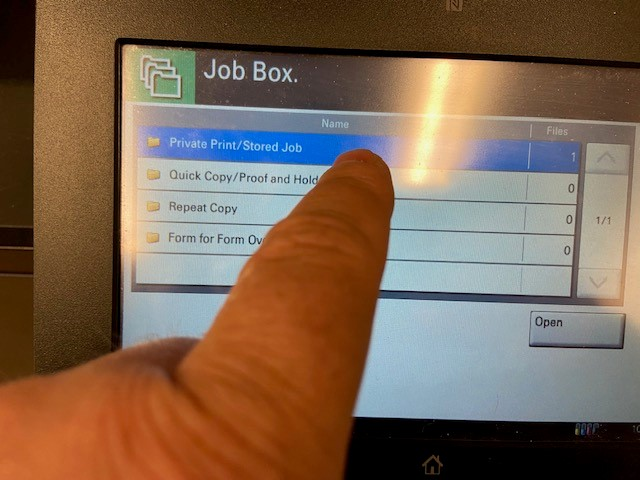 Job Box.
Name Files
Private Print/Stored Job 1
Quick Copy/Proof and Hold 0
Repeat Copy 0
Form for Form Ov 0
1/1
Open